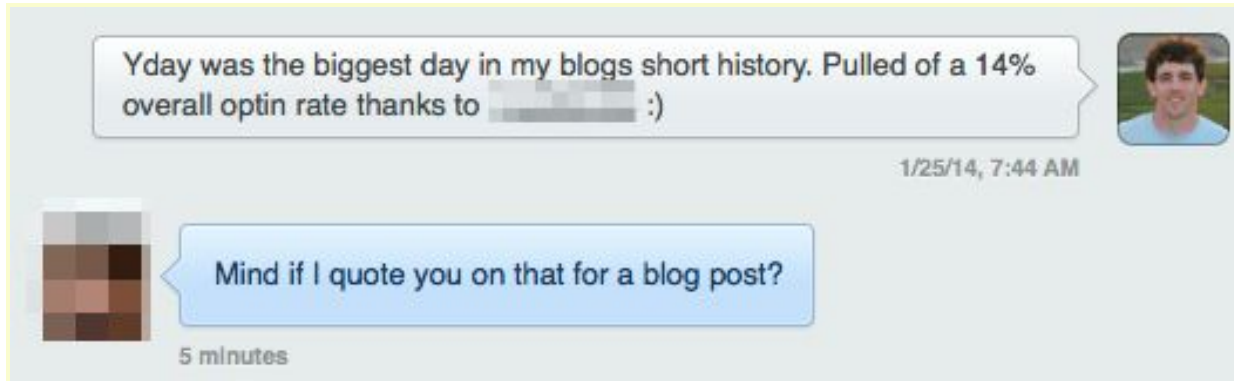 Yday was the biggest day in my blogs short history. Pulled of a 14%
overall optin rate thanks to :)
1/25/14, 7:44 AM
Mind if I quote you on that for a blog post?
5 minutes